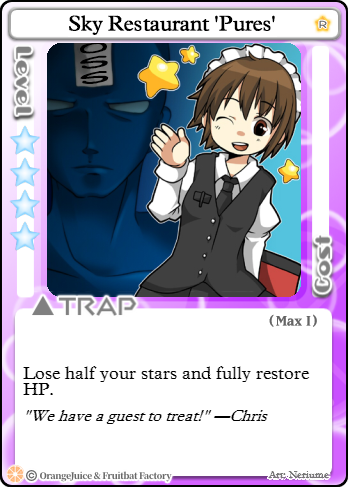 Sky Restaurant 'Pures'
R
Level
BOSS
Cost
TRAP
(Max 1)
Lose half your stars and fully restore
HP.
"We have a guest to treat!" —Chris
© OrangeJuice & Fruitbat Factory
Art: Neriume